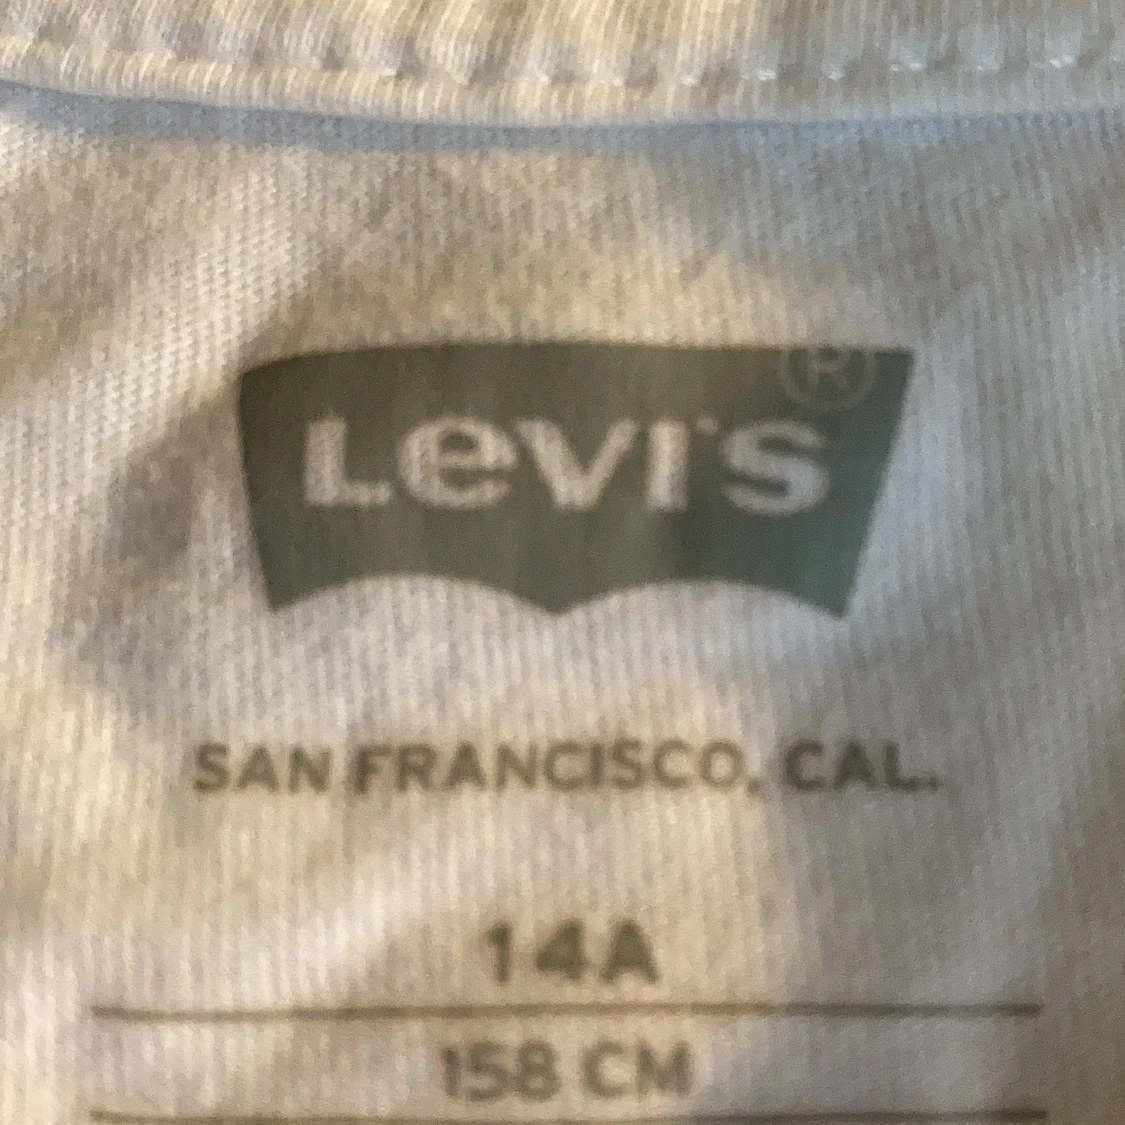 Levi's ®
SAN FRANCISCO, CAL.
14A
158 CM